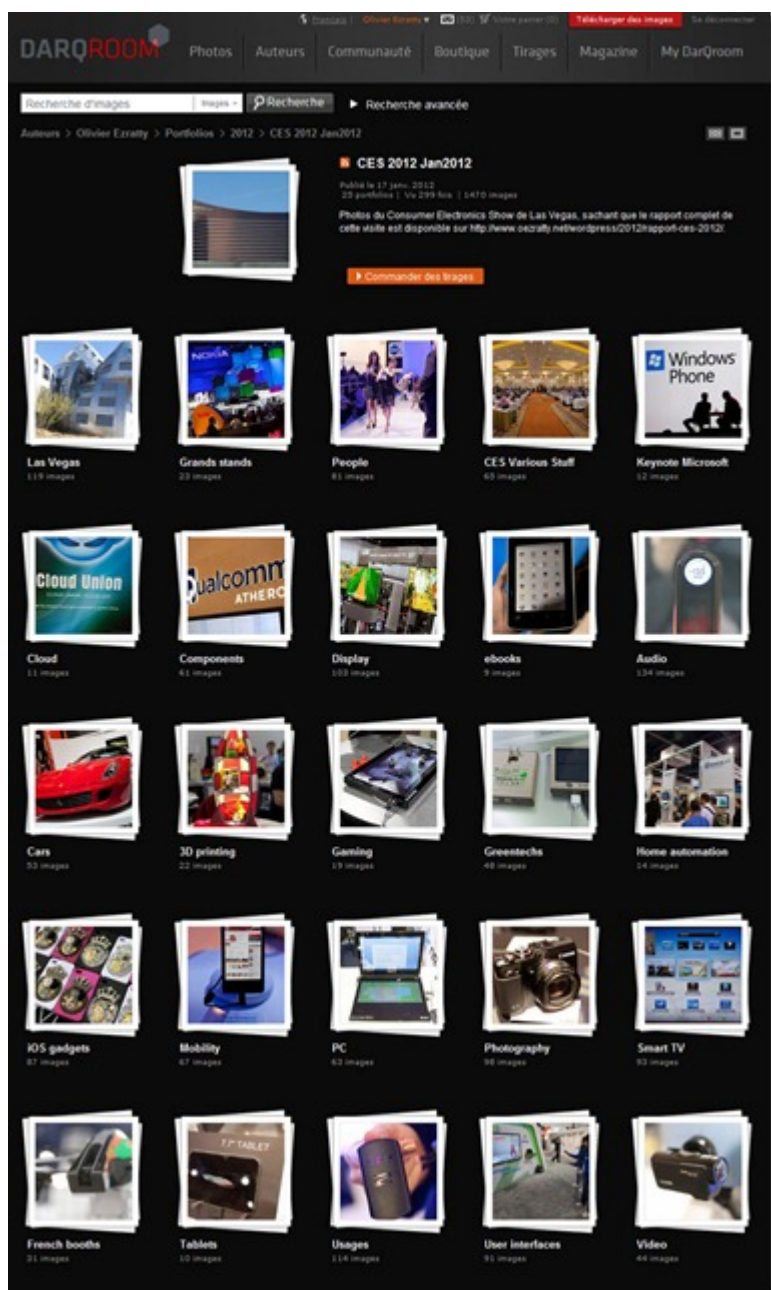 Français | Olivier Ezratty ▾ (53) Votre panier (0) Télécharger des images Se déconnecter
DARQROOM Photos Auteurs Communauté Boutique Tirages Magazine My DarQroom
Recherche d'images Images Recherche ► Recherche avancée
Auteurs > Olivier Ezratty > Portfolios > 2012 > CES 2012 Jan2012
CES 2012 Jan2012
Publié le 17 janv. 2012
25 portfolios | Vu 299 fois | 1470 images
Photos du Consumer Electronics Show de Las Vegas, sachant que le rapport complet de
cette visite est disponible sur http://www.oezratty.net/wordpress/2012/rapport-ces-2012/.
Commander des tirages
NOKIA
Windows
Phone
Las Vegas Grands stands People CES Various Stuff Keynote Microsoft
119 images 23 images 81 images 65 images 12 images
Cloud Union
Qualcomm
ATHERO
Cloud Components Display ebooks Audio
11 images 61 images 103 images 9 images 134 images
Cars 3D printing Gaming Greentechs Home automation
53 images 22 images 19 images 48 images 14 images
iOS gadgets Mobility PC Photography Smart TV
87 images 67 images 63 images 98 images 93 images
7.7" TABLET
French booths Tablets Usages User interfaces Video
31 images 10 images 114 images 91 images 44 images